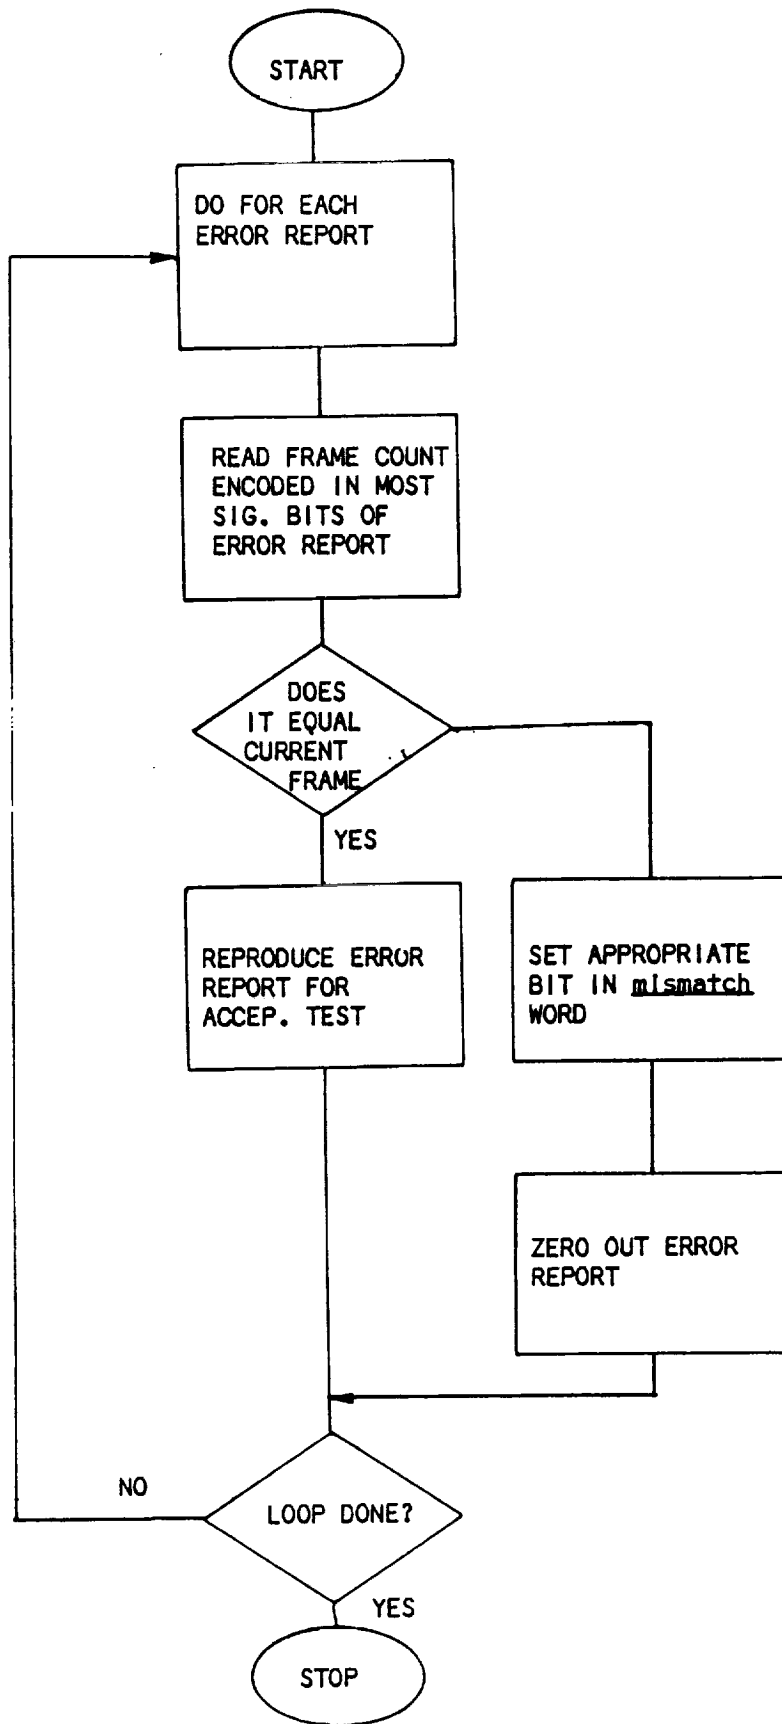 START
DO FOR EACH
ERROR REPORT
READ FRAME COUNT
ENCODED IN MOST
SIG. BITS OF
ERROR REPORT
DOES
IT EQUAL
CURRENT
FRAME
YES
REPRODUCE ERROR
REPORT FOR
ACCEP. TEST
SET APPROPRIATE
BIT IN mismatch
WORD
ZERO OUT ERROR
REPORT
NO
LOOP DONE?
YES
STOP